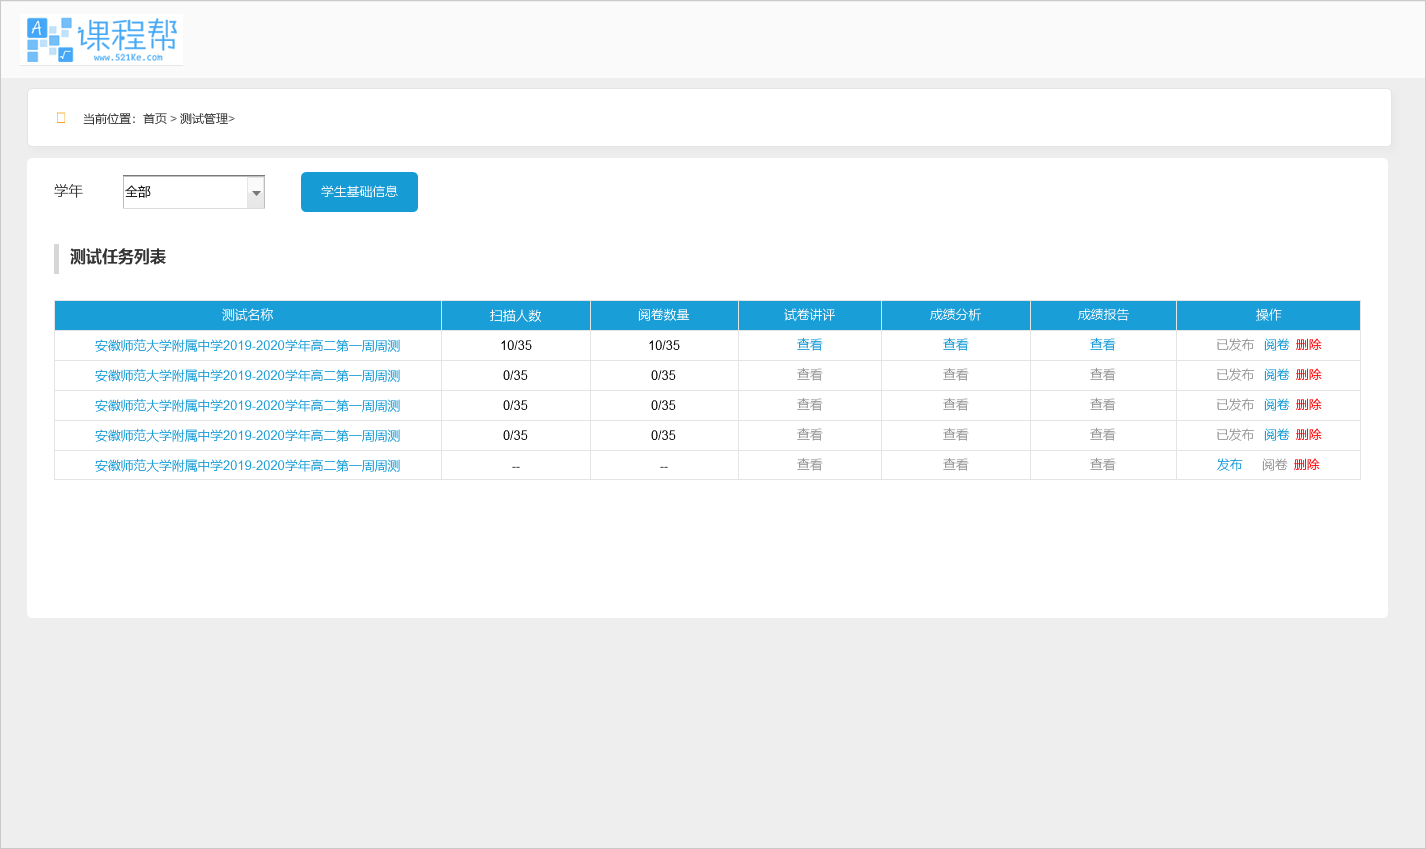 A 课程帮
√ www.521Ke.com
当前位置：首页 > 测试管理>
学年 全部 学生基础信息
测试任务列表
测试名称 扫描人数 阅卷数量 试卷讲评 成绩分析 成绩报告 操作
安徽师范大学附属中学2019-2020学年高二第一周周测 10/35 10/35 查看 查看 查看 已发布 阅卷 删除
安徽师范大学附属中学2019-2020学年高二第一周周测 0/35 0/35 查看 查看 查看 已发布 阅卷 删除
安徽师范大学附属中学2019-2020学年高二第一周周测 0/35 0/35 查看 查看 查看 已发布 阅卷 删除
安徽师范大学附属中学2019-2020学年高二第一周周测 0/35 0/35 查看 查看 查看 已发布 阅卷 删除
安徽师范大学附属中学2019-2020学年高二第一周周测 -- -- 查看 查看 查看 发布 阅卷 删除